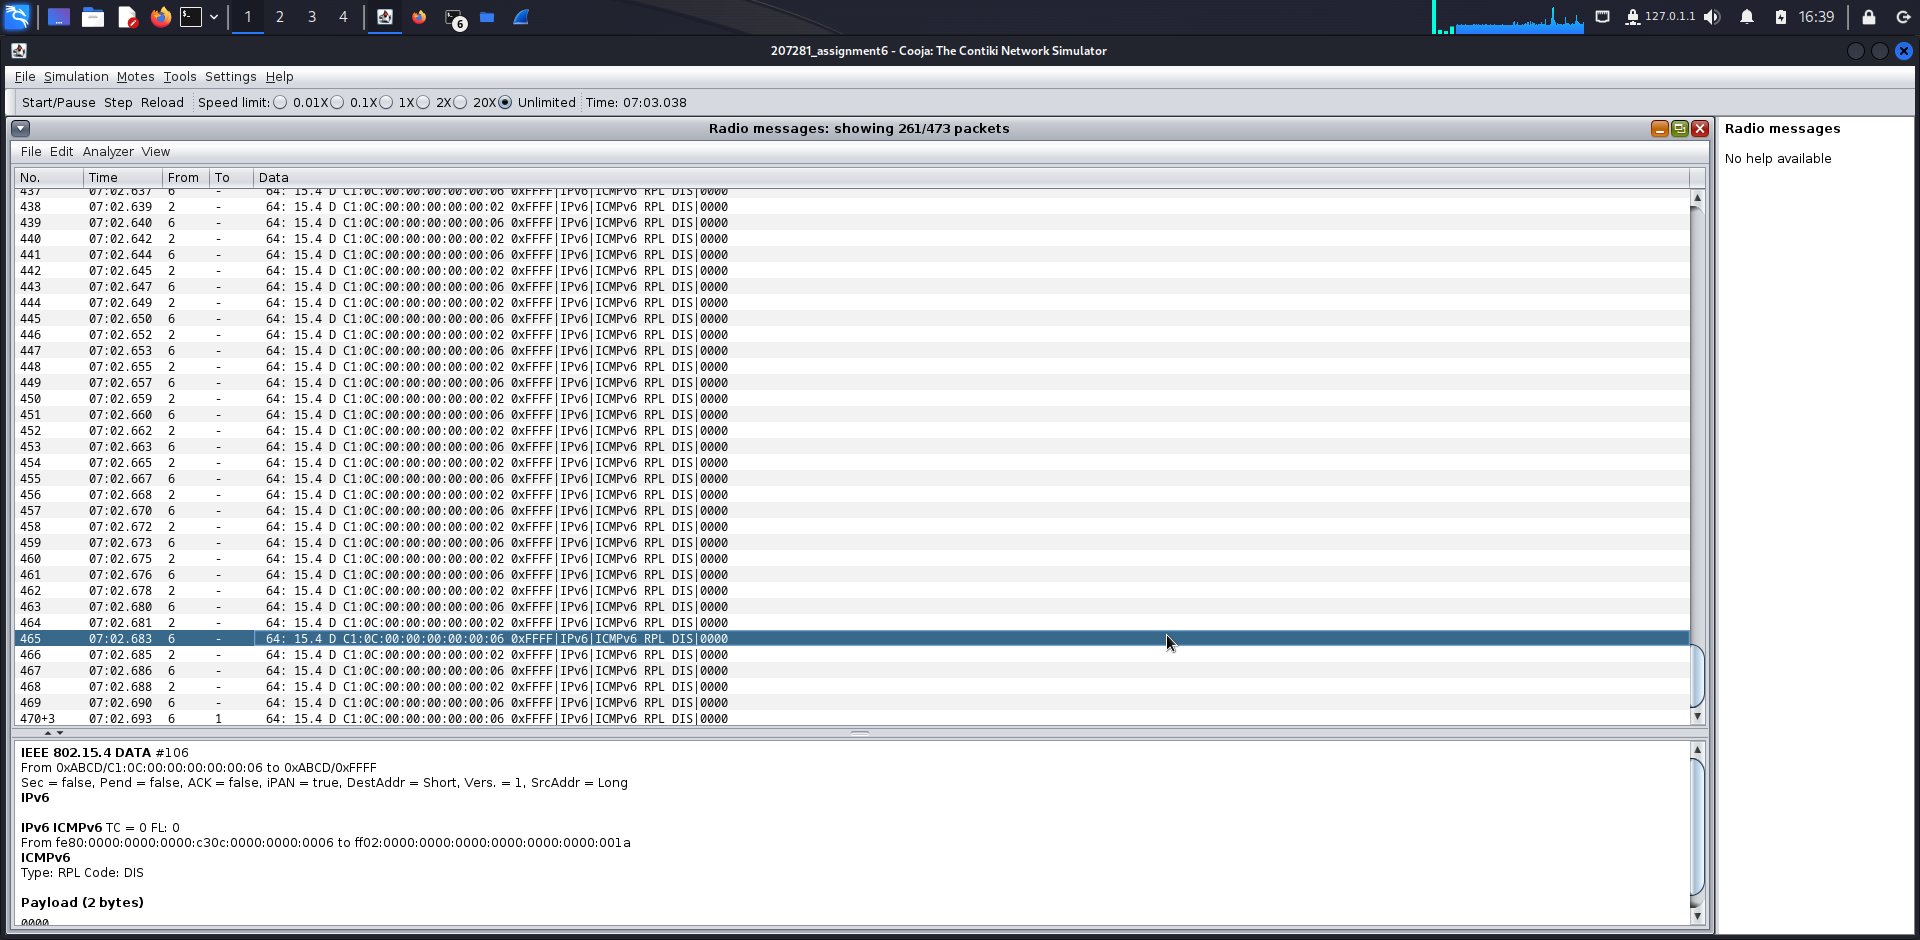 1 2 3 4 6 127.0.1.1 16:39
207281_assignment6 - Cooja: The Contiki Network Simulator
File Simulation Motes Tools Settings Help
Start/Pause Step Reload Speed limit: 0.01X 0.1X 1X 2X 20X Unlimited Time: 07:03.038
Radio messages: showing 261/473 packets
File Edit Analyzer View
No. Time From To Data
437 07:02.637 6 - 64: 15.4 D C1:0C:00:00:00:00:00:06 0xFFFF|IPv6|ICMPv6 RPL DIS|0000
438 07:02.639 2 - 64: 15.4 D C1:0C:00:00:00:00:00:02 0xFFFF|IPv6|ICMPv6 RPL DIS|0000
439 07:02.640 6 - 64: 15.4 D C1:0C:00:00:00:00:00:06 0xFFFF|IPv6|ICMPv6 RPL DIS|0000
440 07:02.642 2 - 64: 15.4 D C1:0C:00:00:00:00:00:02 0xFFFF|IPv6|ICMPv6 RPL DIS|0000
441 07:02.644 6 - 64: 15.4 D C1:0C:00:00:00:00:00:06 0xFFFF|IPv6|ICMPv6 RPL DIS|0000
442 07:02.645 2 - 64: 15.4 D C1:0C:00:00:00:00:00:02 0xFFFF|IPv6|ICMPv6 RPL DIS|0000
443 07:02.647 6 - 64: 15.4 D C1:0C:00:00:00:00:00:06 0xFFFF|IPv6|ICMPv6 RPL DIS|0000
444 07:02.649 2 - 64: 15.4 D C1:0C:00:00:00:00:00:02 0xFFFF|IPv6|ICMPv6 RPL DIS|0000
445 07:02.650 6 - 64: 15.4 D C1:0C:00:00:00:00:00:06 0xFFFF|IPv6|ICMPv6 RPL DIS|0000
446 07:02.652 2 - 64: 15.4 D C1:0C:00:00:00:00:00:02 0xFFFF|IPv6|ICMPv6 RPL DIS|0000
447 07:02.653 6 - 64: 15.4 D C1:0C:00:00:00:00:00:06 0xFFFF|IPv6|ICMPv6 RPL DIS|0000
448 07:02.655 2 - 64: 15.4 D C1:0C:00:00:00:00:00:02 0xFFFF|IPv6|ICMPv6 RPL DIS|0000
449 07:02.657 6 - 64: 15.4 D C1:0C:00:00:00:00:00:06 0xFFFF|IPv6|ICMPv6 RPL DIS|0000
450 07:02.659 2 - 64: 15.4 D C1:0C:00:00:00:00:00:02 0xFFFF|IPv6|ICMPv6 RPL DIS|0000
451 07:02.660 6 - 64: 15.4 D C1:0C:00:00:00:00:00:06 0xFFFF|IPv6|ICMPv6 RPL DIS|0000
452 07:02.662 2 - 64: 15.4 D C1:0C:00:00:00:00:00:02 0xFFFF|IPv6|ICMPv6 RPL DIS|0000
453 07:02.663 6 - 64: 15.4 D C1:0C:00:00:00:00:00:06 0xFFFF|IPv6|ICMPv6 RPL DIS|0000
454 07:02.665 2 - 64: 15.4 D C1:0C:00:00:00:00:00:02 0xFFFF|IPv6|ICMPv6 RPL DIS|0000
455 07:02.667 6 - 64: 15.4 D C1:0C:00:00:00:00:00:06 0xFFFF|IPv6|ICMPv6 RPL DIS|0000
456 07:02.668 2 - 64: 15.4 D C1:0C:00:00:00:00:00:02 0xFFFF|IPv6|ICMPv6 RPL DIS|0000
457 07:02.670 6 - 64: 15.4 D C1:0C:00:00:00:00:00:06 0xFFFF|IPv6|ICMPv6 RPL DIS|0000
458 07:02.672 2 - 64: 15.4 D C1:0C:00:00:00:00:00:02 0xFFFF|IPv6|ICMPv6 RPL DIS|0000
459 07:02.673 6 - 64: 15.4 D C1:0C:00:00:00:00:00:06 0xFFFF|IPv6|ICMPv6 RPL DIS|0000
460 07:02.675 2 - 64: 15.4 D C1:0C:00:00:00:00:00:02 0xFFFF|IPv6|ICMPv6 RPL DIS|0000
461 07:02.676 6 - 64: 15.4 D C1:0C:00:00:00:00:00:06 0xFFFF|IPv6|ICMPv6 RPL DIS|0000
462 07:02.678 2 - 64: 15.4 D C1:0C:00:00:00:00:00:02 0xFFFF|IPv6|ICMPv6 RPL DIS|0000
463 07:02.680 6 - 64: 15.4 D C1:0C:00:00:00:00:00:06 0xFFFF|IPv6|ICMPv6 RPL DIS|0000
464 07:02.681 2 - 64: 15.4 D C1:0C:00:00:00:00:00:02 0xFFFF|IPv6|ICMPv6 RPL DIS|0000
465 07:02.683 6 - 64: 15.4 D C1:0C:00:00:00:00:00:06 0xFFFF|IPv6|ICMPv6 RPL DIS|0000
466 07:02.685 2 - 64: 15.4 D C1:0C:00:00:00:00:00:02 0xFFFF|IPv6|ICMPv6 RPL DIS|0000
467 07:02.686 6 - 64: 15.4 D C1:0C:00:00:00:00:00:06 0xFFFF|IPv6|ICMPv6 RPL DIS|0000
468 07:02.688 2 - 64: 15.4 D C1:0C:00:00:00:00:00:02 0xFFFF|IPv6|ICMPv6 RPL DIS|0000
469 07:02.690 6 - 64: 15.4 D C1:0C:00:00:00:00:00:06 0xFFFF|IPv6|ICMPv6 RPL DIS|0000
470+3 07:02.693 6 1 64: 15.4 D C1:0C:00:00:00:00:00:06 0xFFFF|IPv6|ICMPv6 RPL DIS|0000
IEEE 802.15.4 DATA #106
From 0xABCD/C1:0C:00:00:00:00:00:06 to 0xABCD/0xFFFF
Sec = false, Pend = false, ACK = false, iPAN = true, DestAddr = Short, Vers. = 1, SrcAddr = Long
IPv6
IPv6 ICMPv6 TC = 0 FL: 0
From fe80:0000:0000:0000:c30c:0000:0000:0006 to ff02:0000:0000:0000:0000:0000:0000:001a
ICMPv6
Type: RPL Code: DIS
Payload (2 bytes)
0000
Radio messages
No help available